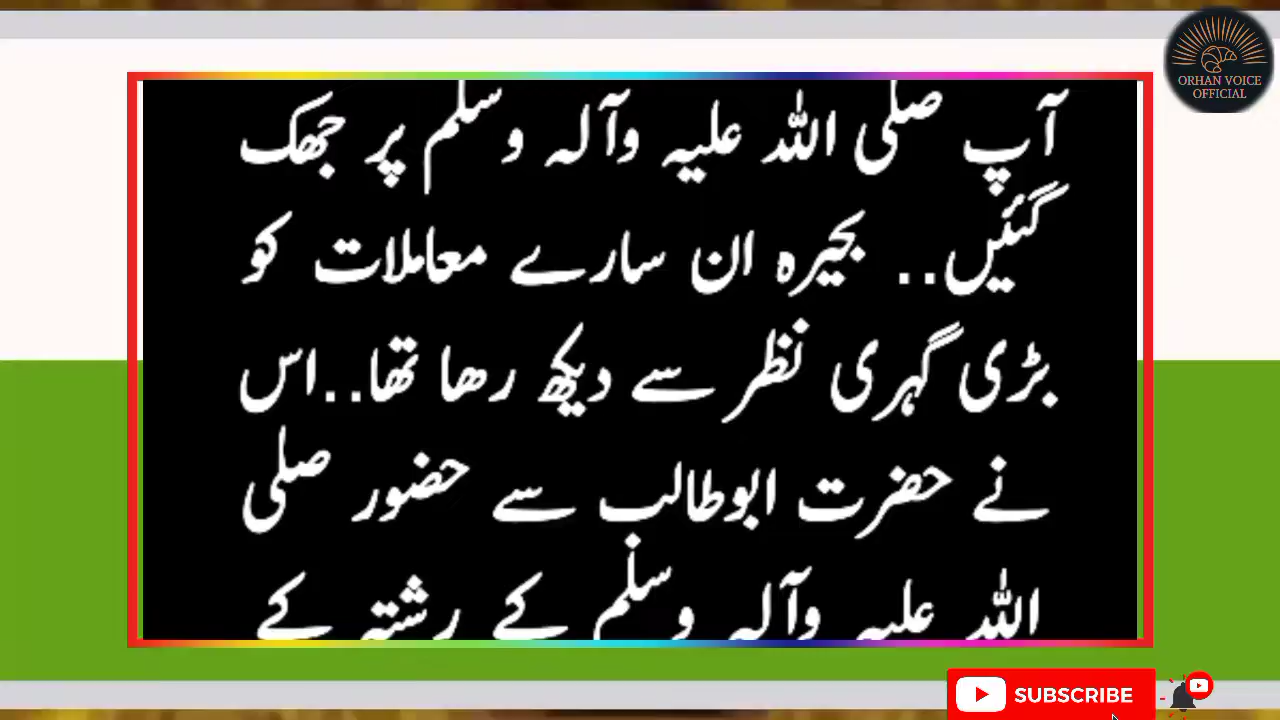 ORHAN VOICE
OFFICIAL
آپ صلی اللہ علیہ وآلہ وسلم پر جھک
گئیں.. بحیرہ ان سارے معاملات کو
بڑی گہری نظر سے دیکھ رھا تھا..اس
نے حضرت ابوطالب سے حضور صلی
اللہ علیہ وآلہ وسلم کے رشتہ کے
SUBSCRIBE